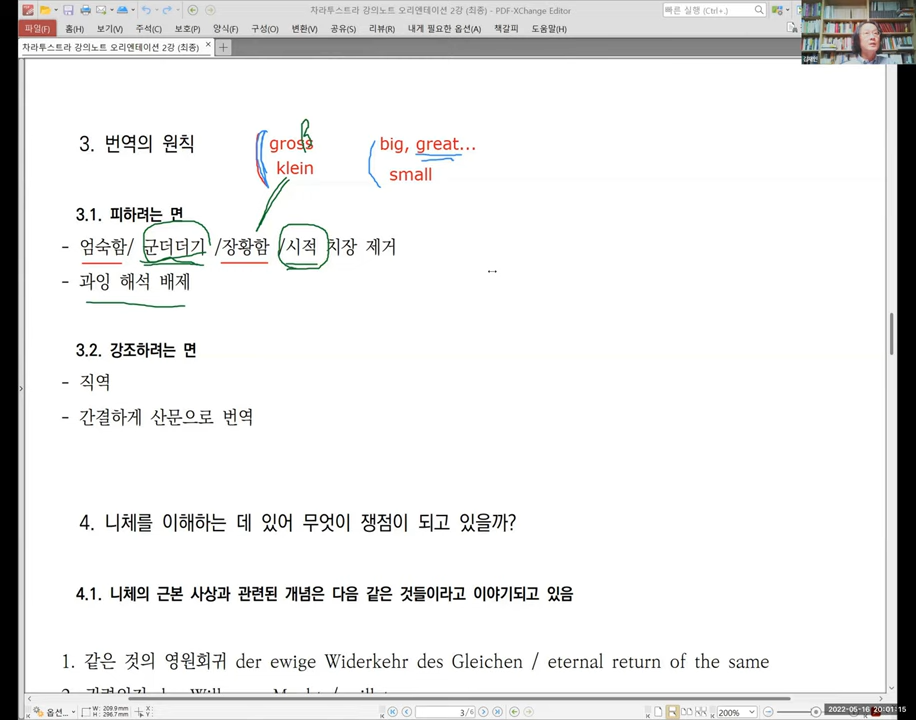 차라투스트라 강의노트 오리엔테이션 2강 (최종) - PDF-XChange Editor
빠른 실행 (Ctrl+.)
파일(F) 홈(H) 보기(V) 주석(C) 보호(P) 양식(F) 구성(O) 변환(V) 공유(S) 리뷰(R) 내게 필요한 옵션(A) 책갈피 도움말(H)
차라투스트라 강의노트 오리엔테이션 2강 (최종) ×
3. 번역의 원칙
gross big, great...
klein small
3.1. 피하려는 면
- 엄숙함/ 군더더기 /장황함 /시적 치장 제거
- 과잉 해석 배제
3.2. 강조하려는 면
- 직역
- 간결하게 산문으로 번역
4. 니체를 이해하는 데 있어 무엇이 쟁점이 되고 있을까?
4.1. 니체의 근본 사상과 관련된 개념은 다음 같은 것들이라고 이야기되고 있음
1. 같은 것의 영원회귀 der ewige Widerkehr des Gleichen / eternal return of the same
옵션... W: 209.9mm X:
H: 296.7mm Y:
3/6
200%
2022-05-16 20:01:15